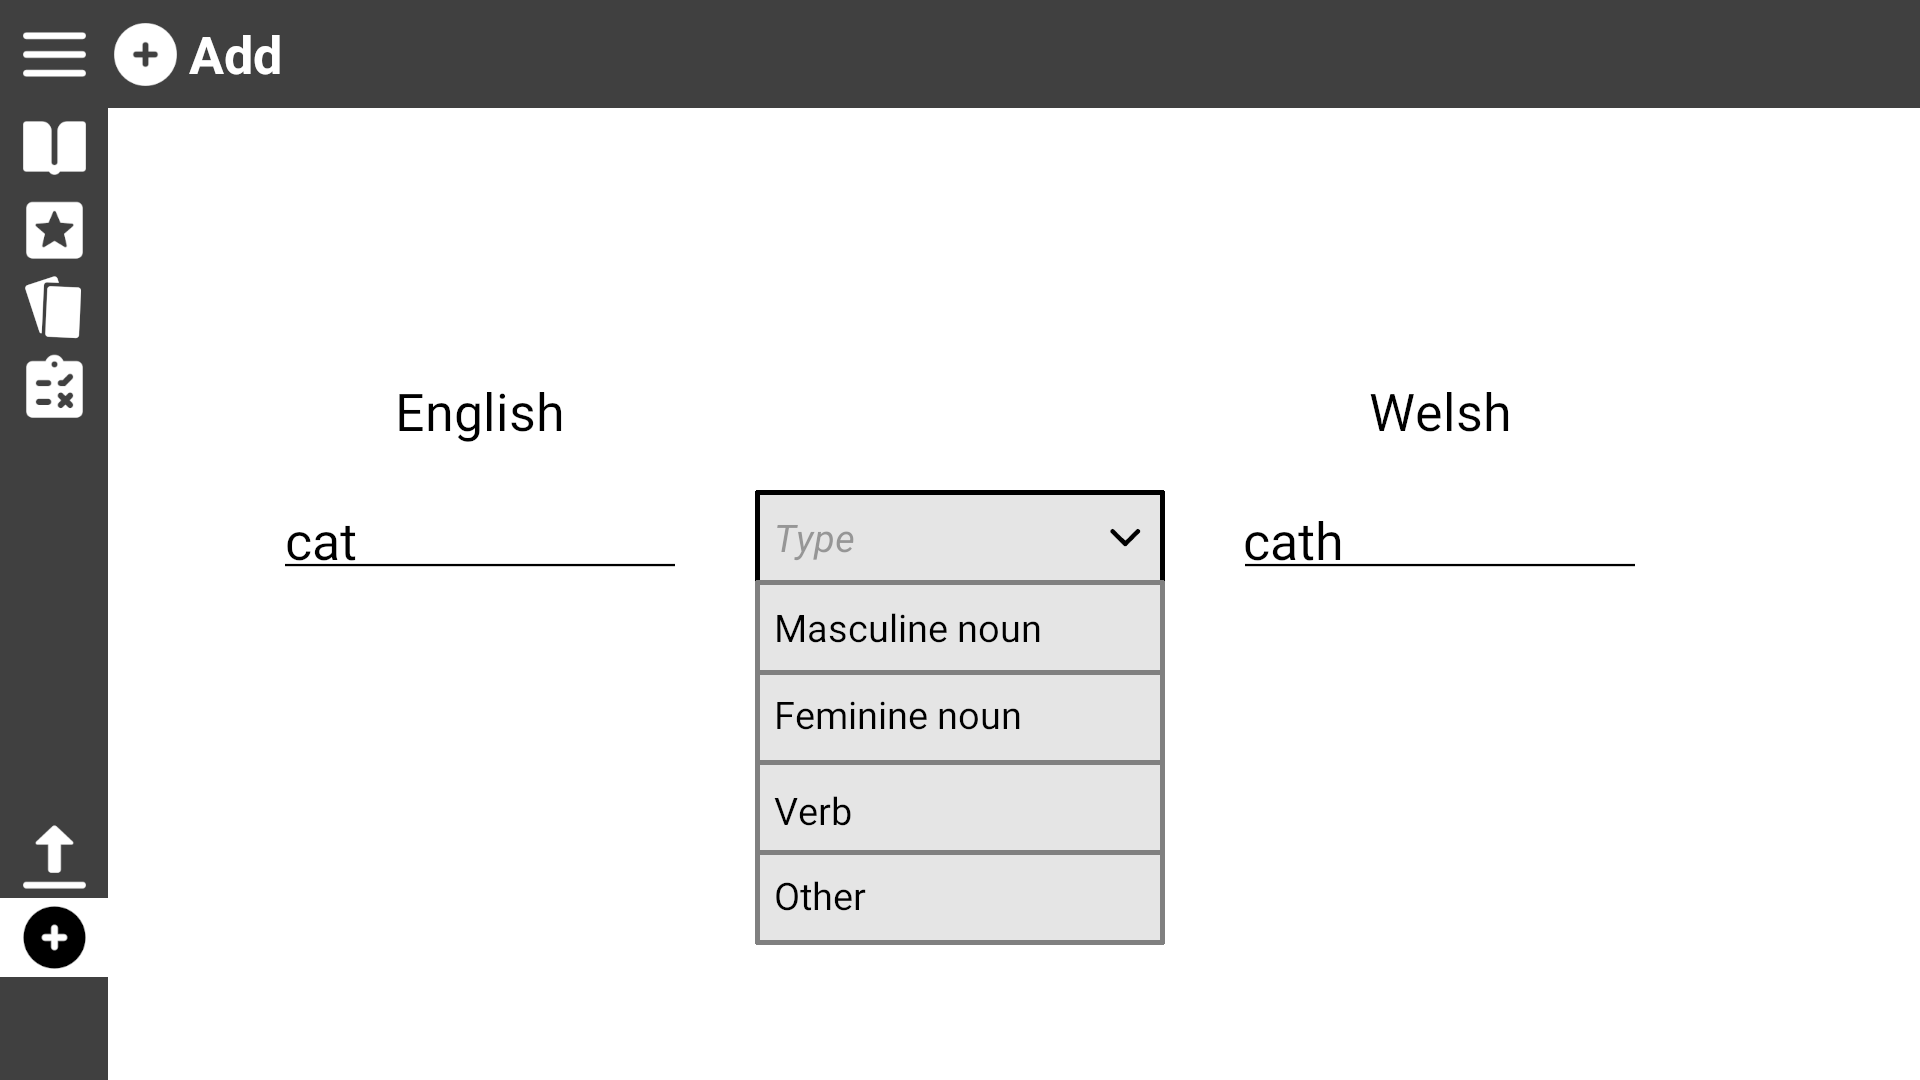 Add
English
Welsh
cat
Type
cath
Masculine noun
Feminine noun
Verb
Other